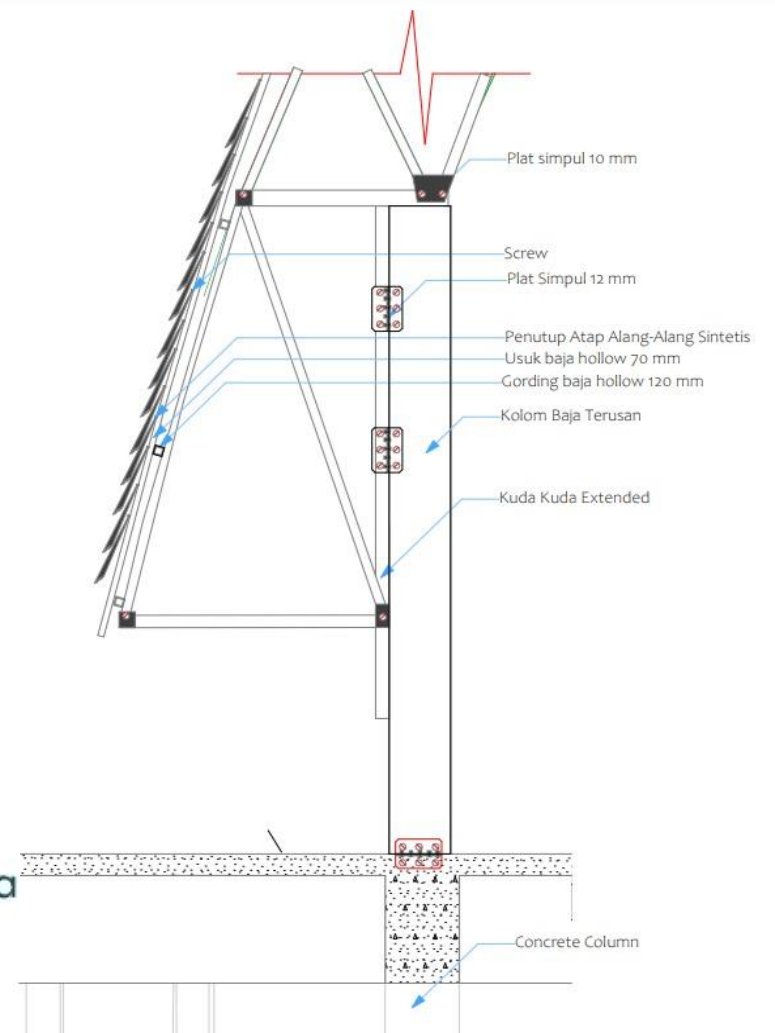 Plat simpul 10 mm
Screw
Plat Simpul 12 mm
Penutup Atap Alang-Alang Sintetis
Usuk baja hollow 70 mm
Gording baja hollow 120 mm
Kolom Baja Terusan
Kuda Kuda Extended
a
Concrete Column